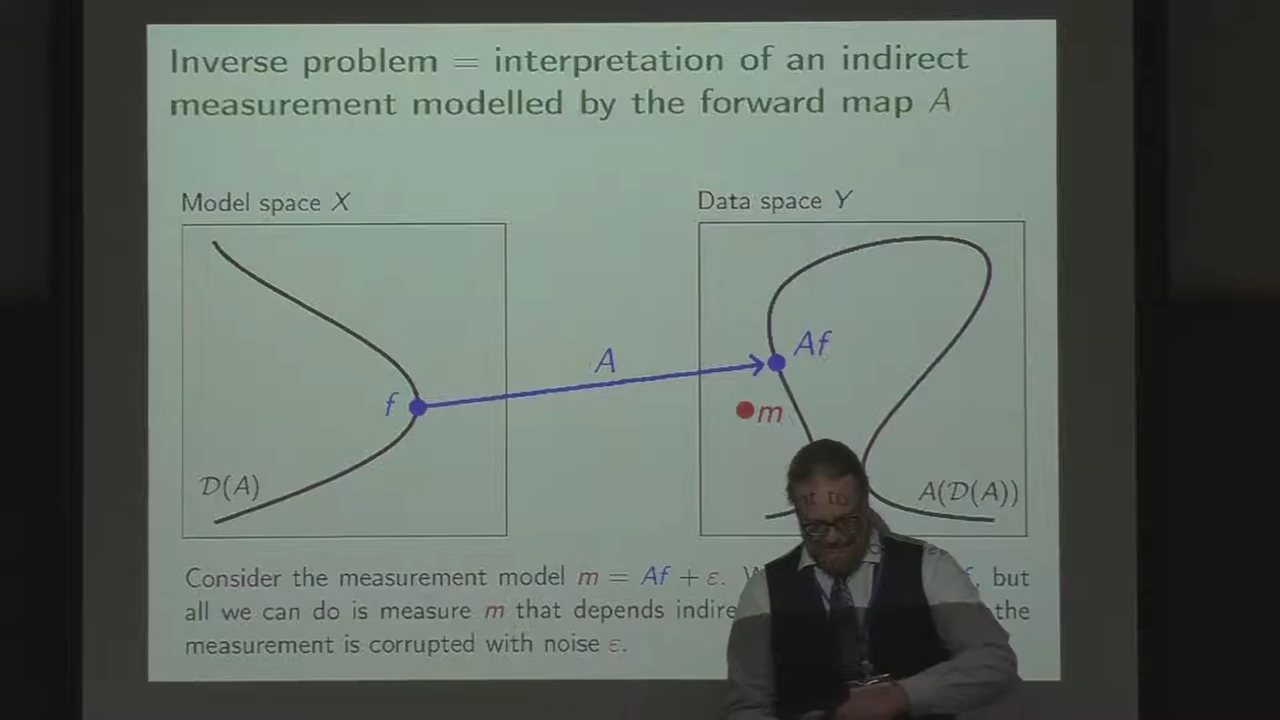 Inverse problem = interpretation of an indirect
measurement modelled by the forward map A
Model space X
Data space Y
A
Af
f
m
D(A)
A(D(A))
Consider the measurement model m = Af + ε. but
all we can do is measure m that depends the
measurement is corrupted with noise ε.